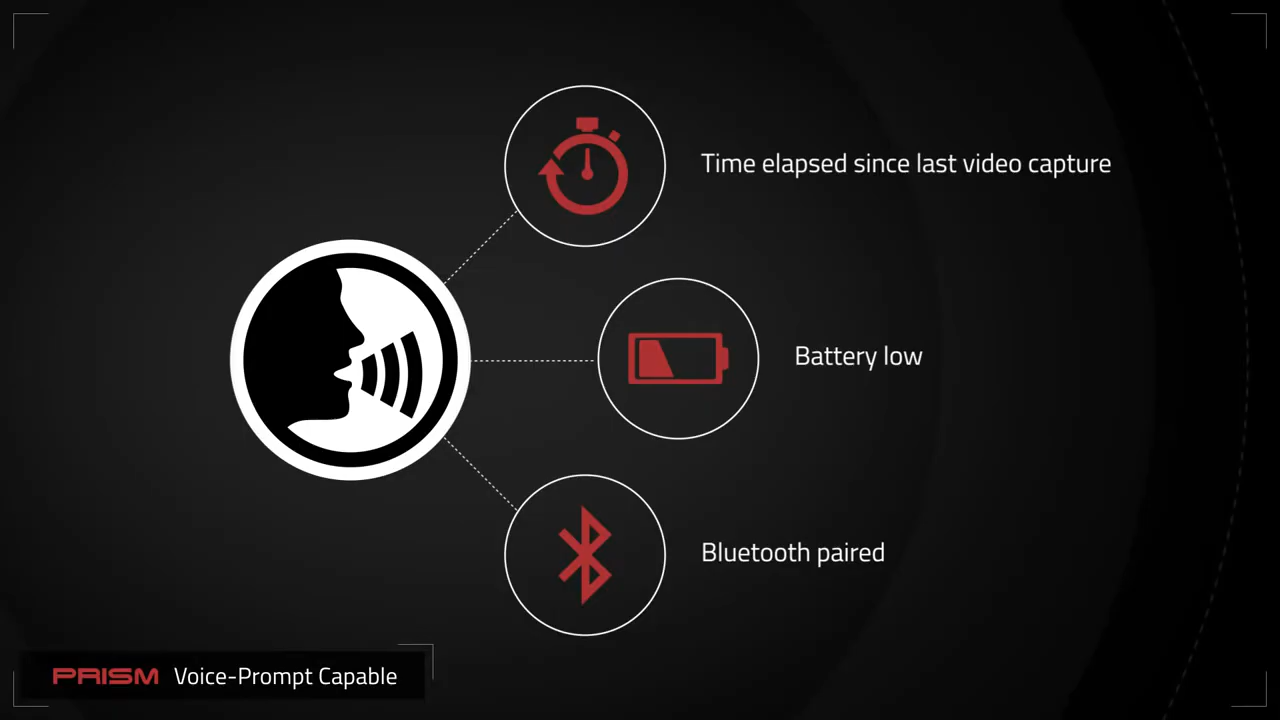 Time elapsed since last video capture
Battery low
Bluetooth paired
PRISM Voice-Prompt Capable